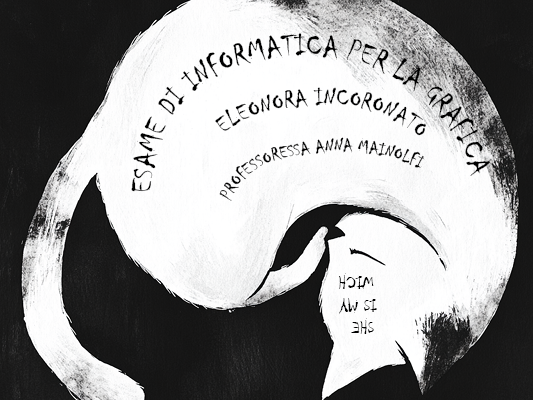 ESAME DI INFORMATICA PER LA GRAFICA
ELEONORA INCORONATO
PROFESSORESSA ANNA MAINOLFI
SHE
IS MY
WICH